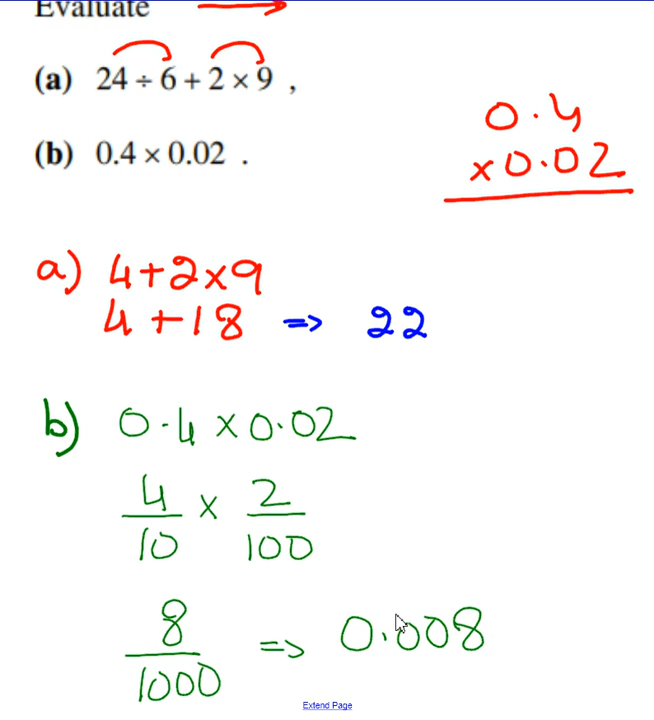 Evaluate
(a) 24 ÷ 6 + 2 × 9 ,
(b) 0.4 × 0.02 .
0.4
×0.02
a) 4+2×9
4+18 => 22
b) 0.4 × 0.02
4/10 × 2/100
8/1000 => 0.008
Extend Page